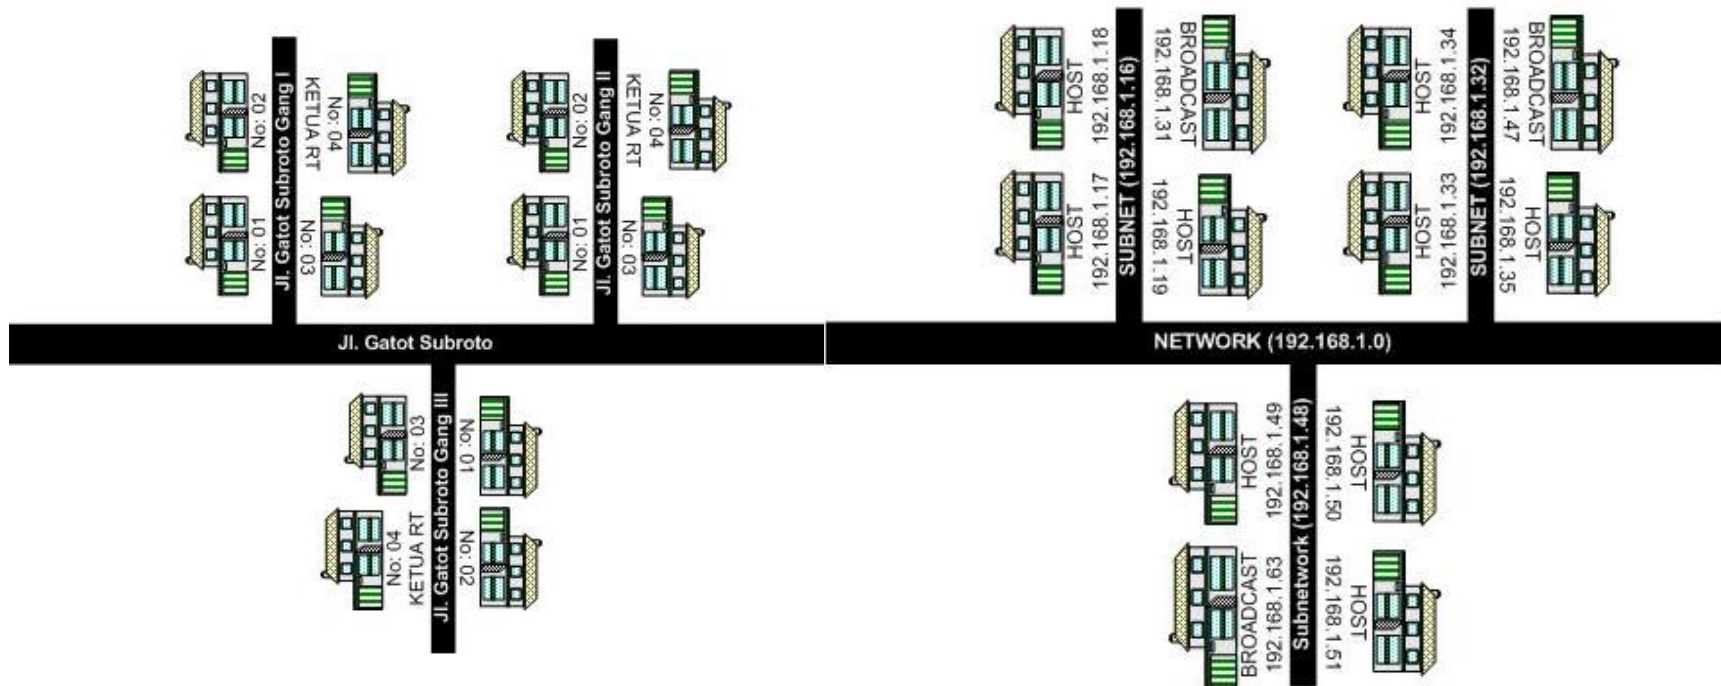 No: 02
No: 01
Jl. Gatot Subroto Gang I
No: 04
KETUA RT
No: 03
No: 02
No: 01
Jl. Gatot Subroto Gang II
No: 04
KETUA RT
No: 03
Jl. Gatot Subroto
No: 03
No: 04
KETUA RT
Jl. Gatot Subroto Gang III
No: 01
No: 02
HOST
192.168.1.18
HOST
192.168.1.17
SUBNET (192.168.1.16)
BROADCAST
192.168.1.31
HOST
192.168.1.19
HOST
192.168.1.34
HOST
192.168.1.33
SUBNET (192.168.1.32)
BROADCAST
192.168.1.47
HOST
192.168.1.35
NETWORK (192.168.1.0)
HOST
192.168.1.49
BROADCAST
192.168.1.63
Subnetwork (192.168.1.48)
HOST
192.168.1.50
HOST
192.168.1.51